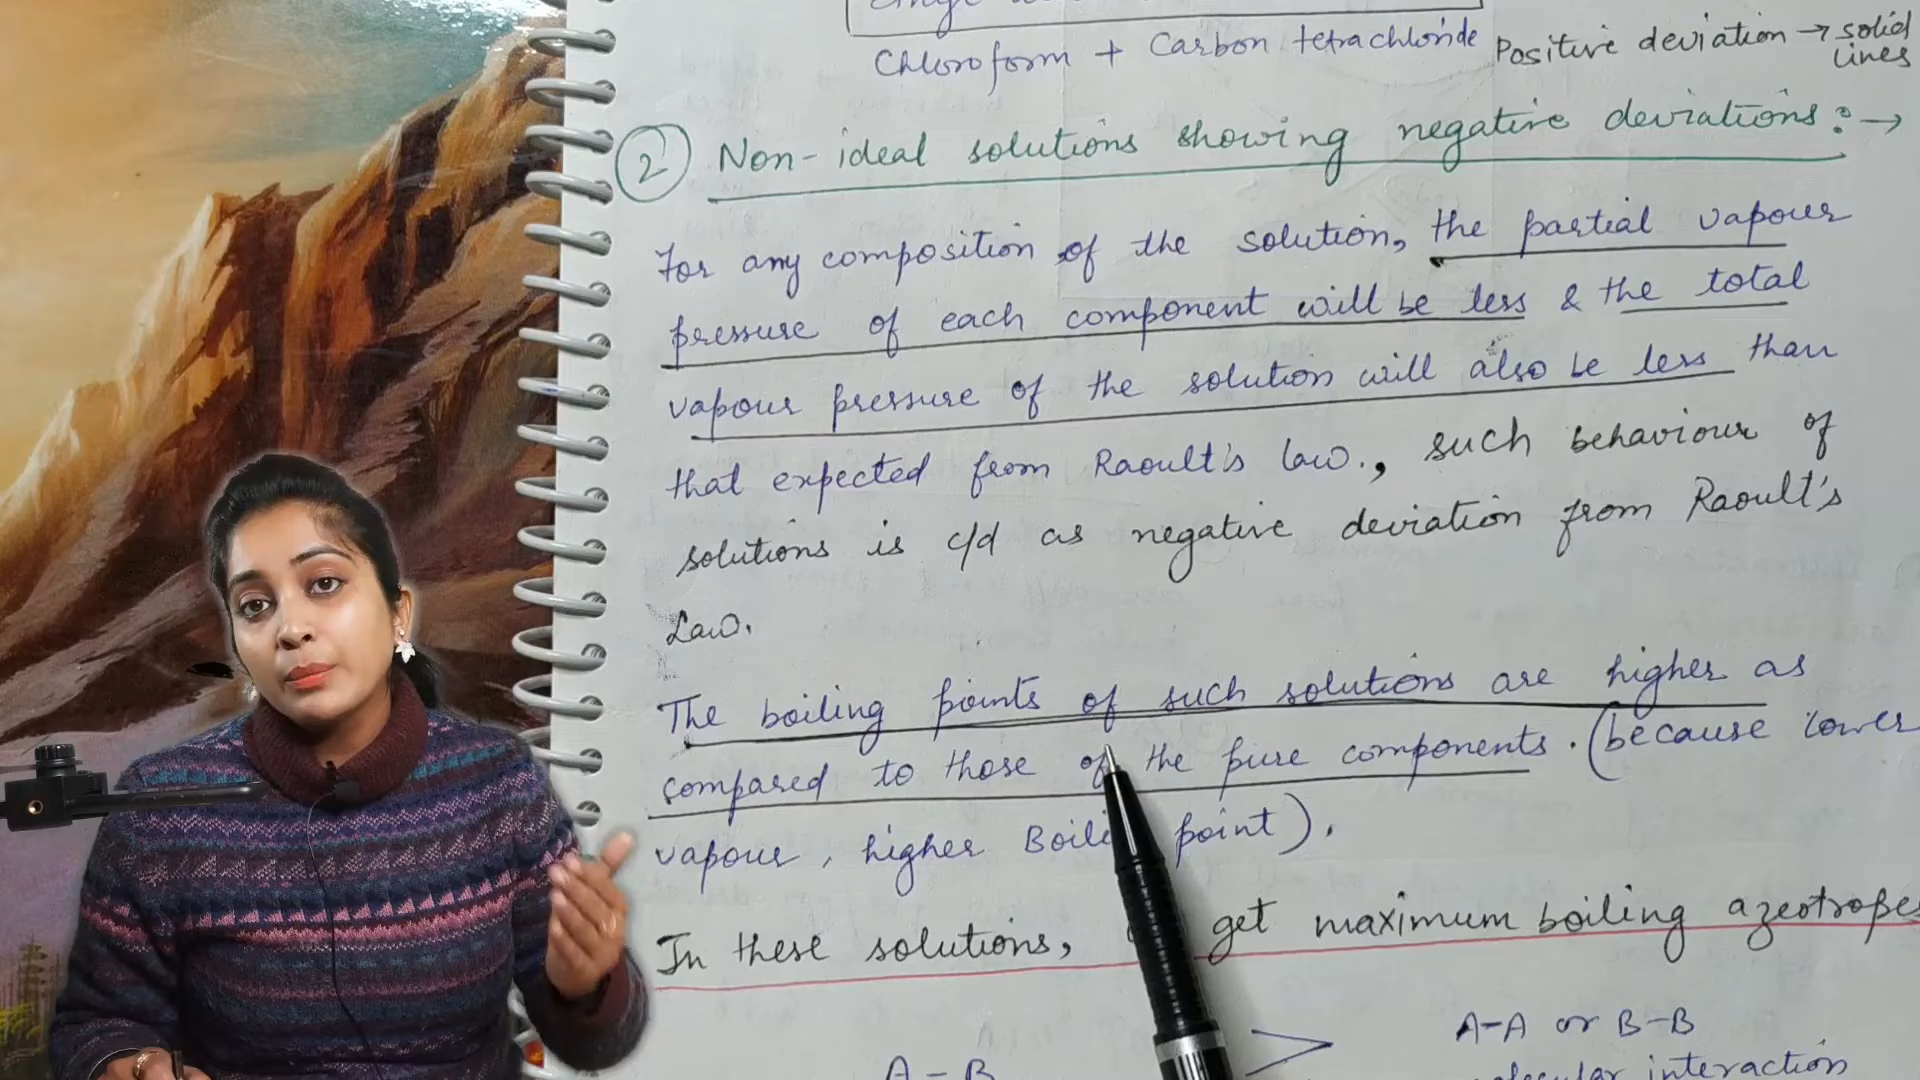 Chloroform + Carbon tetrachloride
Positive deviation → solid
lines
2 Non-ideal solutions showing negative deviations:→
For any composition of the solution, the partial vapour
pressure of each component will be less & the total
vapour pressure of the solution will also be less than
that expected from Raoult's law., such behaviour of
solutions is c/d as negative deviation from Raoult's
Law.
The boiling points of such solutions are higher as
compared to those of the pure components. (because lower
vapour, higher Boili point).
In these solutions, get maximum boiling azeotropes
A-A or B-B
A-B >
interaction